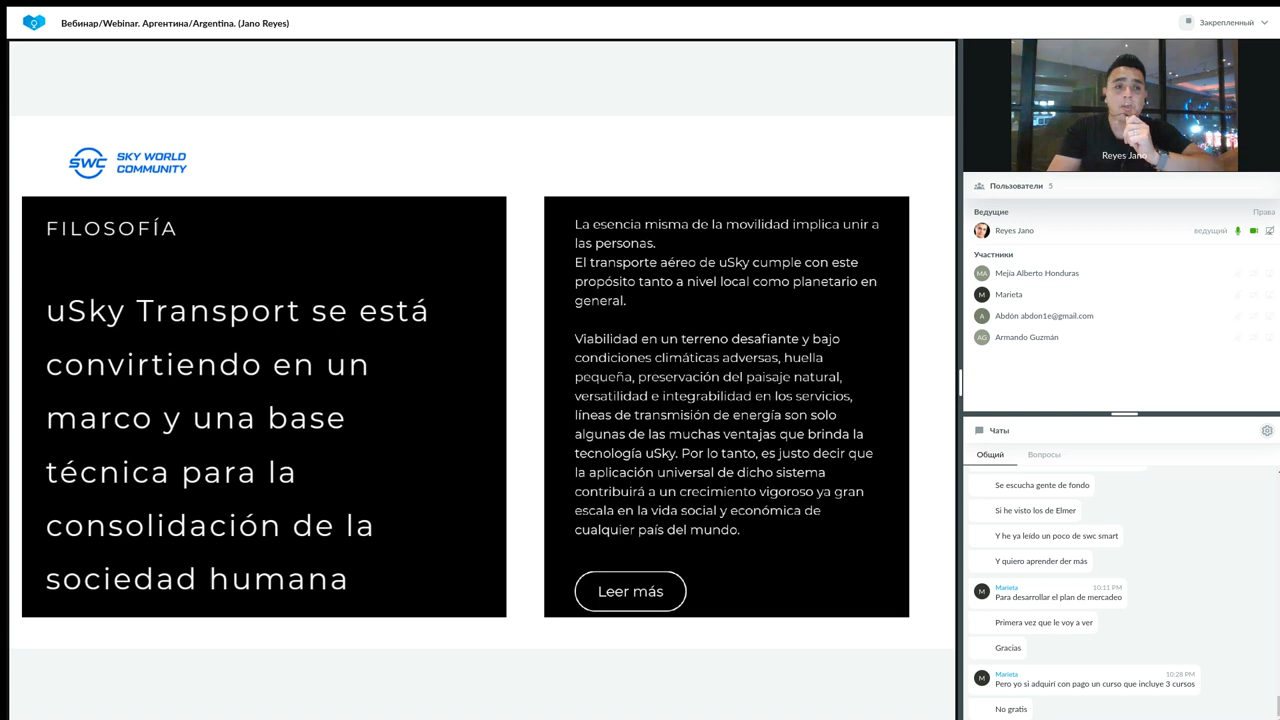 Вебинар/Webinar. Аргентина/Argentina. (Jano Reyes)
Закрепленный
SWC
SKY WORLD
COMMUNITY
FILOSOFÍA
uSky Transport se está
convirtiendo en un
marco y una base
técnica para la
consolidación de la
sociedad humana
La esencia misma de la movilidad implica unir a
las personas.
El transporte aéreo de uSky cumple con este
propósito tanto a nivel local como planetario en
general.
Viabilidad en un terreno desafiante y bajo
condiciones climáticas adversas, huella
pequeña, preservación del paisaje natural,
versatilidad e integrabilidad en los servicios,
líneas de transmisión de energía son solo
algunas de las muchas ventajas que brinda la
tecnología uSky. Por lo tanto, es justo decir que
la aplicación universal de dicho sistema
contribuirá a un crecimiento vigoroso ya gran
escala en la vida social y económica de
cualquier país del mundo.
Leer más
Reyes Jano
Пользователи 5
Ведущие Права
Reyes Jano ведущий
Участники
MA Mejía Alberto Honduras
M Marieta
A Abdón abdon1e@gmail.com
AG Armando Guzmán
Чаты
Общий Вопросы
Se escucha gente de fondo
Si he visto los de Elmer
Y he ya leído un poco de swc smart
Y quiero aprender der más
M Marieta 10:11 PM
Para desarrollar el plan de mercadeo
Primera vez que le voy a ver
Gracias
M Marieta 10:28 PM
Pero yo si adquirí con pago un curso que incluye 3 cursos
No gratis